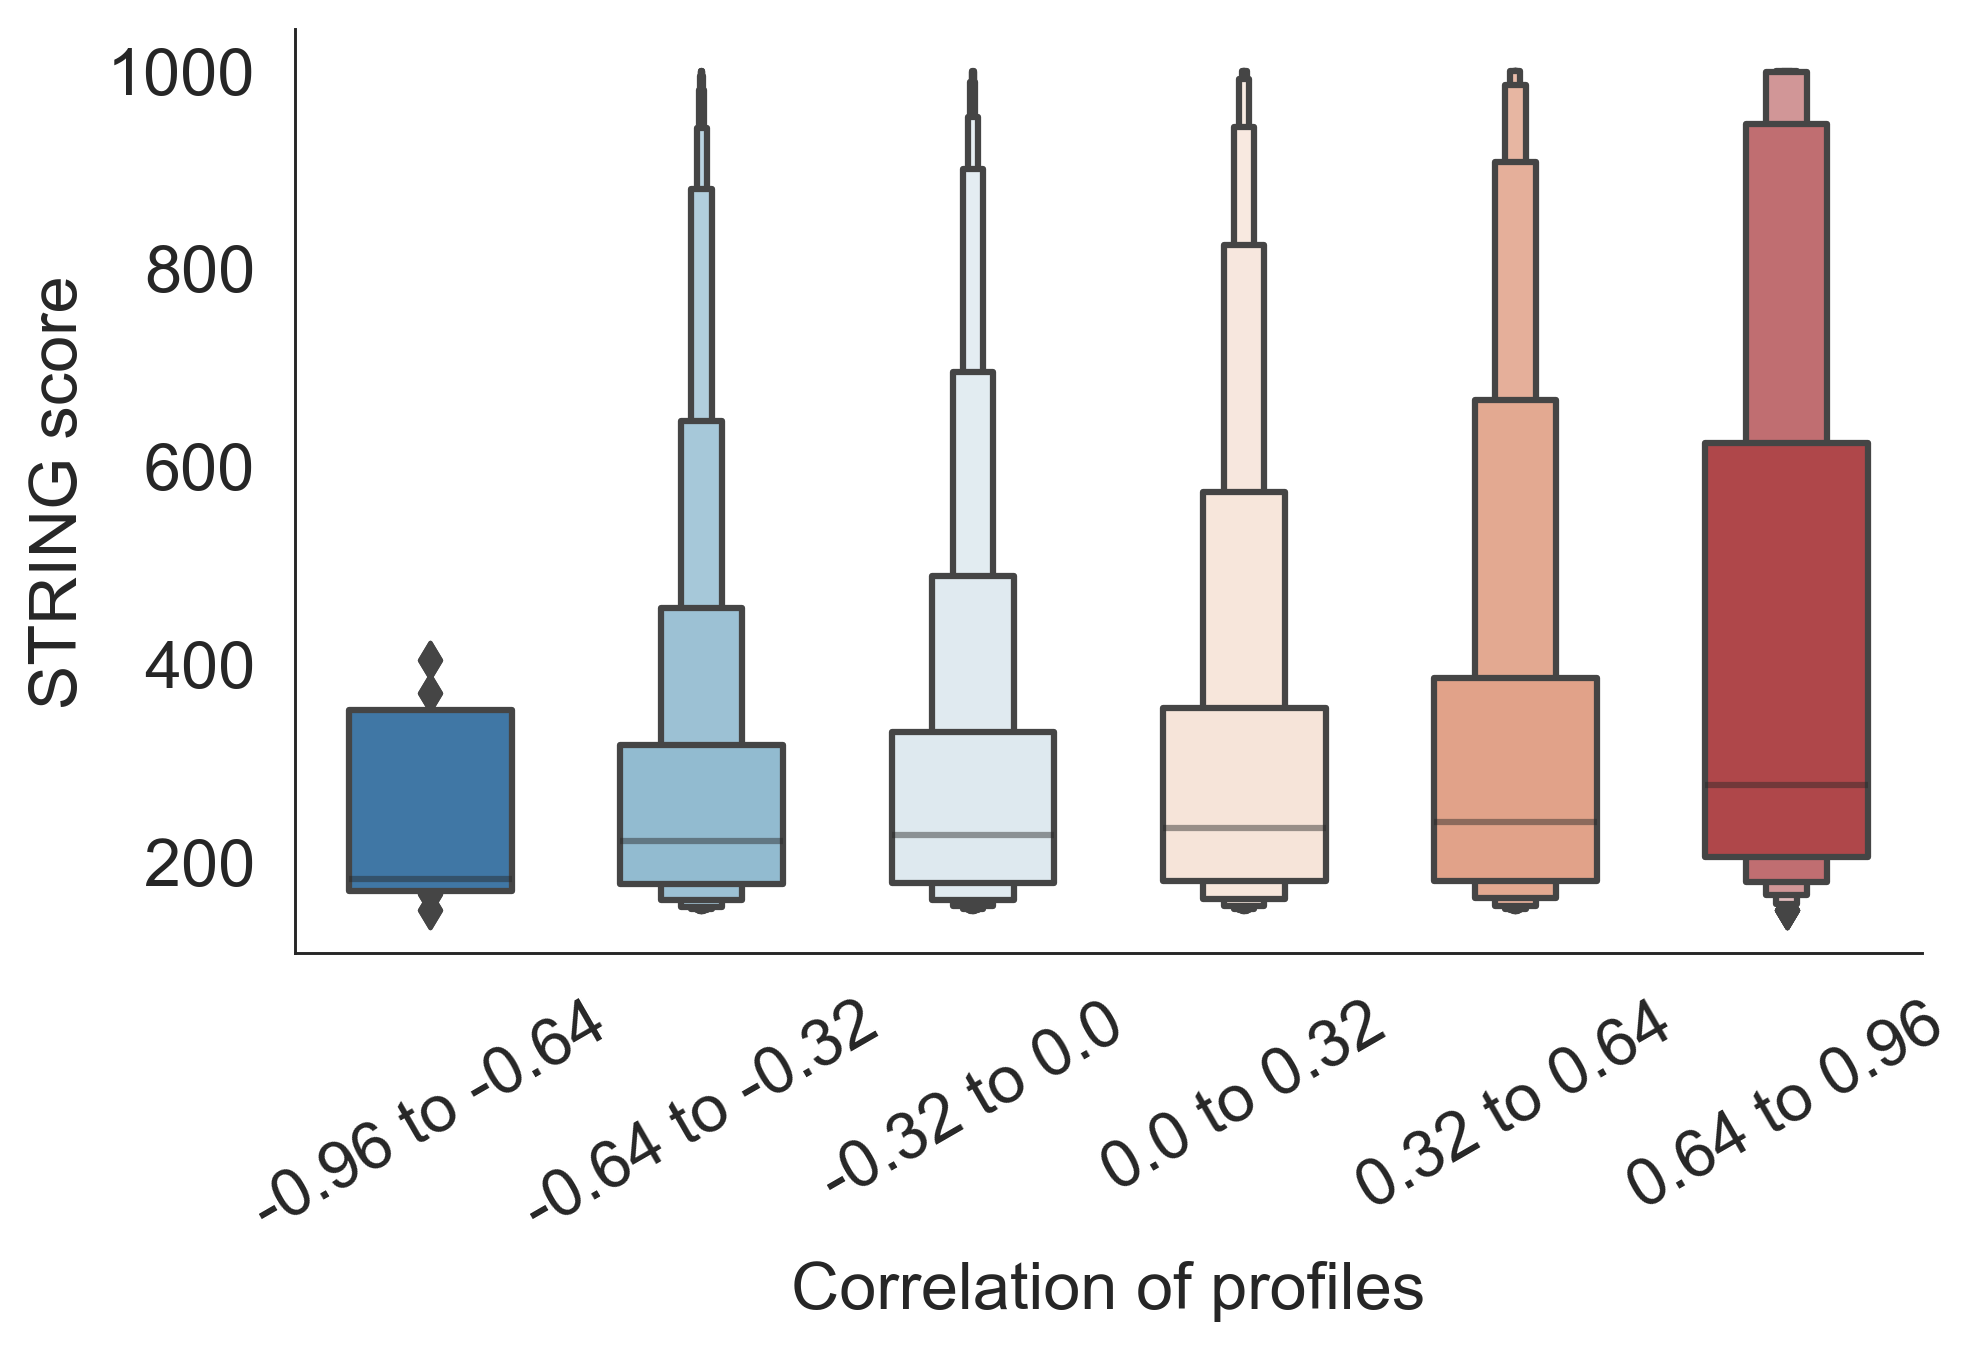 STRING score
1000
800
600
400
200
-0.96 to -0.64
-0.64 to -0.32
-0.32 to 0.0
0.0 to 0.32
0.32 to 0.64
0.64 to 0.96
Correlation of profiles